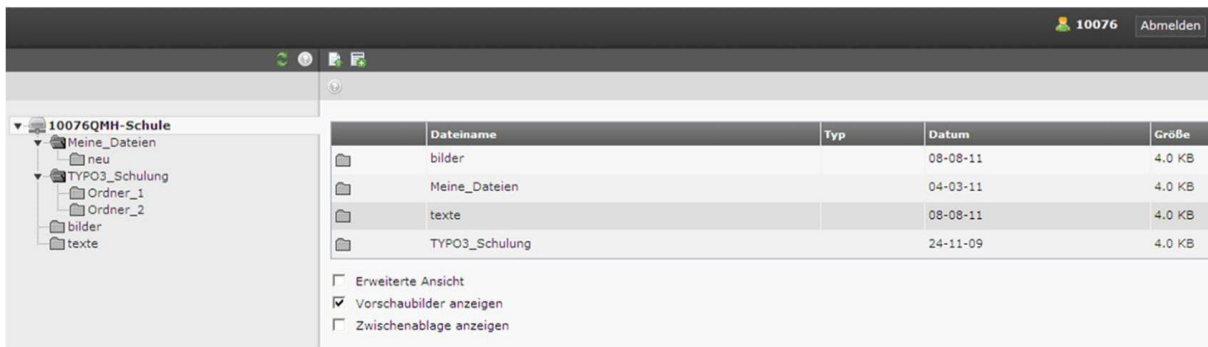 10076 Abmelden
10076QMH-Schule
Meine_Dateien
neu
TYPO3_Schulung
Ordner_1
Ordner_2
bilder
texte
Dateiname Typ Datum Größe
bilder 08-08-11 4.0 KB
Meine_Dateien 04-03-11 4.0 KB
texte 08-08-11 4.0 KB
TYPO3_Schulung 24-11-09 4.0 KB
Erweiterte Ansicht
Vorschaubilder anzeigen
Zwischenablage anzeigen